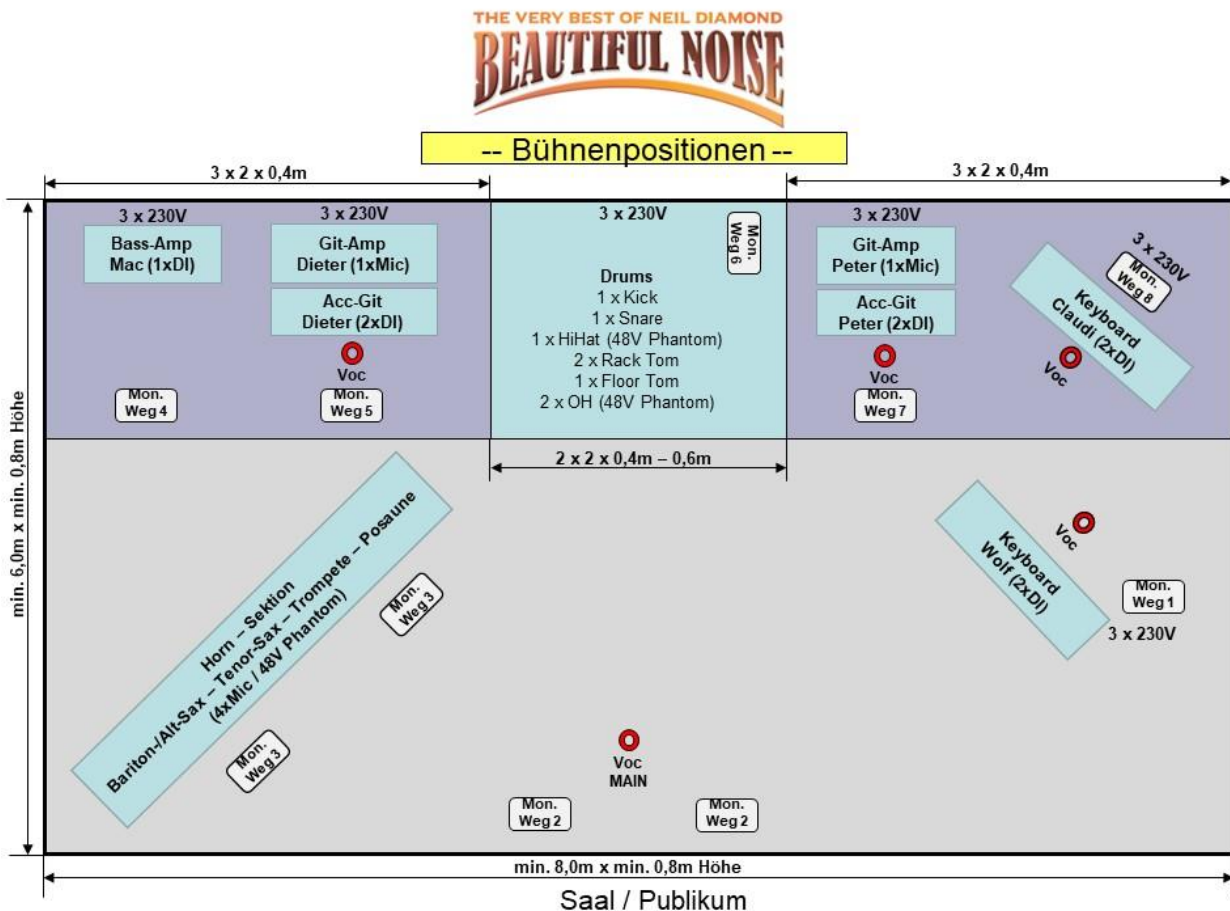 THE VERY BEST OF NEIL DIAMOND
BEAUTIFUL NOISE
-- Bühnenpositionen --
3 x 2 x 0,4m
3 x 2 x 0,4m
3 x 230V
Bass-Amp
Mac (1xDI)
3 x 230V
Git-Amp
Dieter (1xMic)
Acc-Git
Dieter (2xDI)
Voc
Mon.
Weg 4
Mon.
Weg 5
3 x 230V
Mon.
Weg 6
Drums
1 x Kick
1 x Snare
1 x HiHat (48V Phantom)
2 x Rack Tom
1 x Floor Tom
2 x OH (48V Phantom)
3 x 230V
Git-Amp
Peter (1xMic)
Acc-Git
Peter (2xDI)
Voc
Mon.
Weg 7
3 x 230V
Mon.
Weg 8
Keyboard
Claudi (2xDI)
Voc
2 x 2 x 0,4m – 0,6m
min. 6,0m x min. 0,8m Höhe
Horn – Sektion
Bariton-/Alt-Sax – Tenor-Sax – Trompete – Posaune
(4xMic / 48V Phantom)
Mon.
Weg 3
Mon.
Weg 3
Voc
Keyboard
Wolf (2xDI)
Mon.
Weg 1
3 x 230V
Voc
MAIN
Mon.
Weg 2
Mon.
Weg 2
min. 8,0m x min. 0,8m Höhe
Saal / Publikum